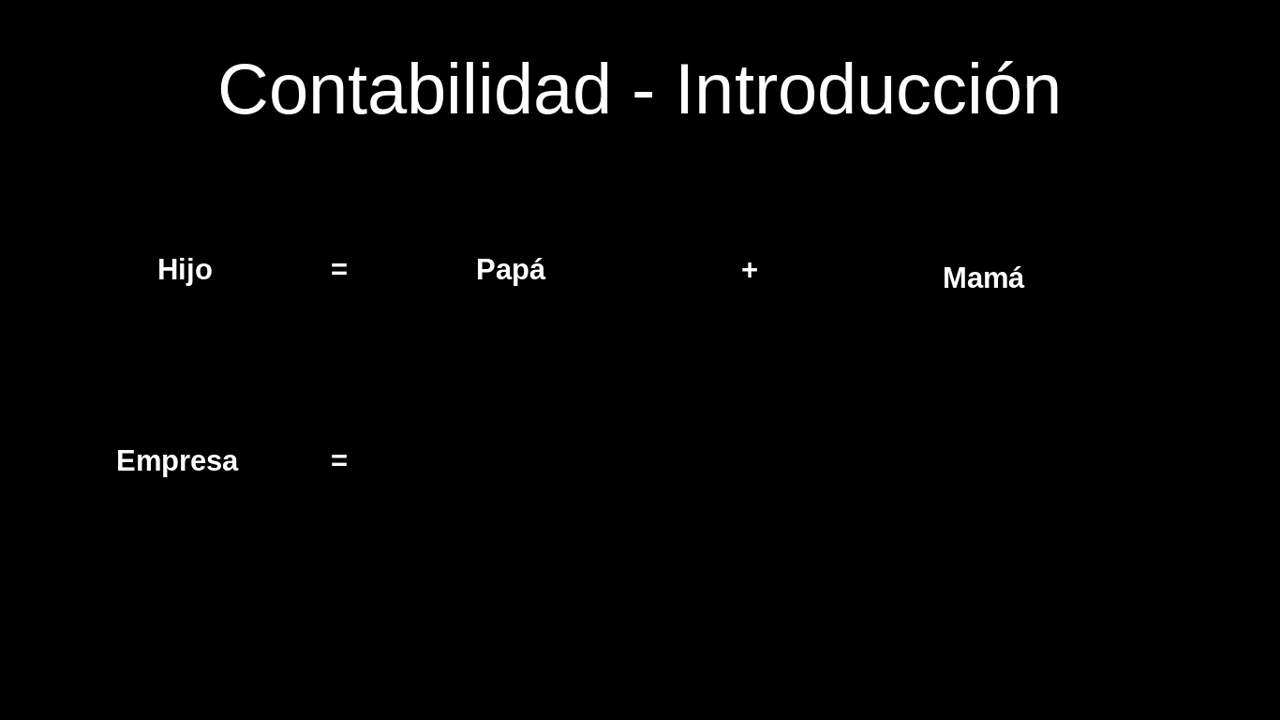 Contabilidad - Introducción
Hijo = Papá + Mamá
Empresa =